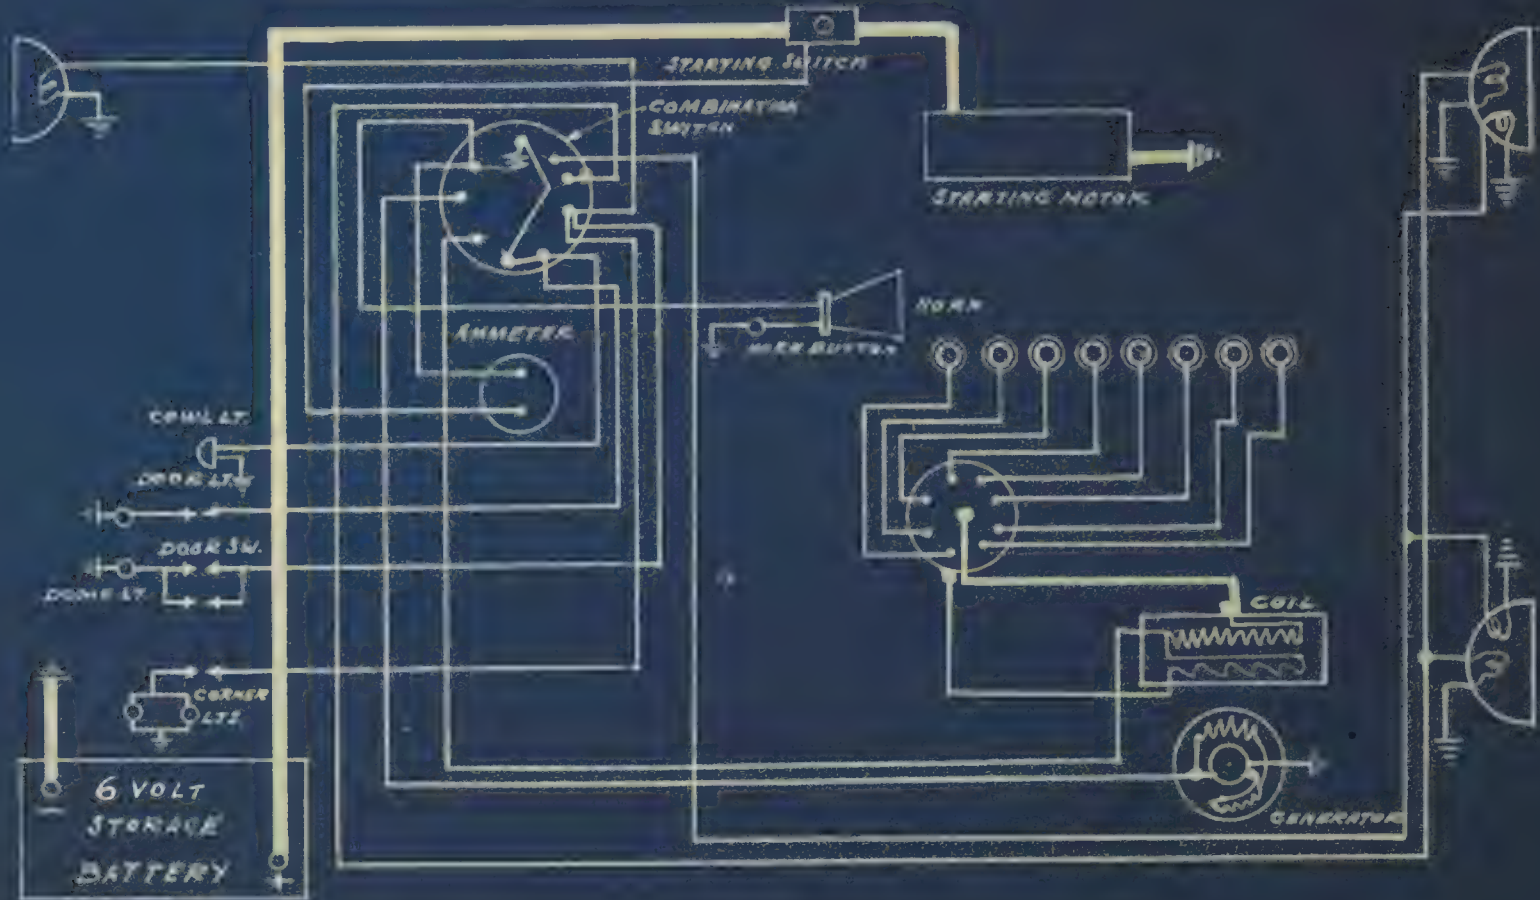 STARTING SWITCH
COMBINATION
SWITCH
STARTING MOTOR
HORN
AMMETER
HORN BUTTON
COWL LT.
DOOR LT.
DOOR SW.
DOME LT.
COIL
CORNER
LTS.
6 VOLT
STORAGE
BATTERY
GENERATOR